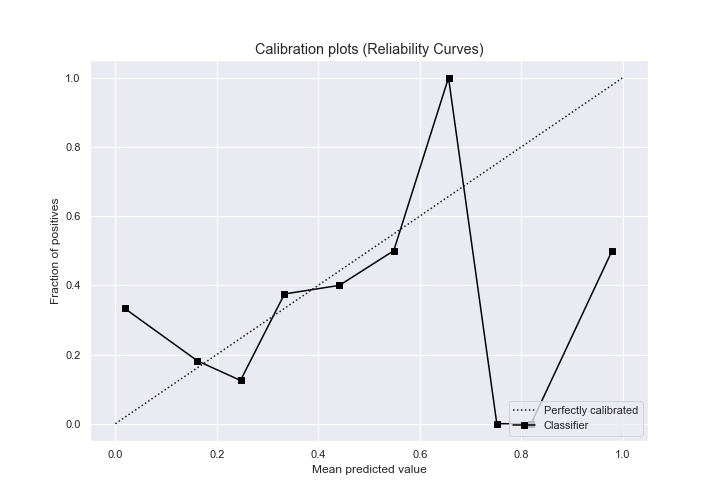 Calibration plots (Reliability Curves)
1.0
0.8
0.6
0.4
0.2
0.0
Fraction of positives
Perfectly calibrated
Classifier
0.0 0.2 0.4 0.6 0.8 1.0
Mean predicted value